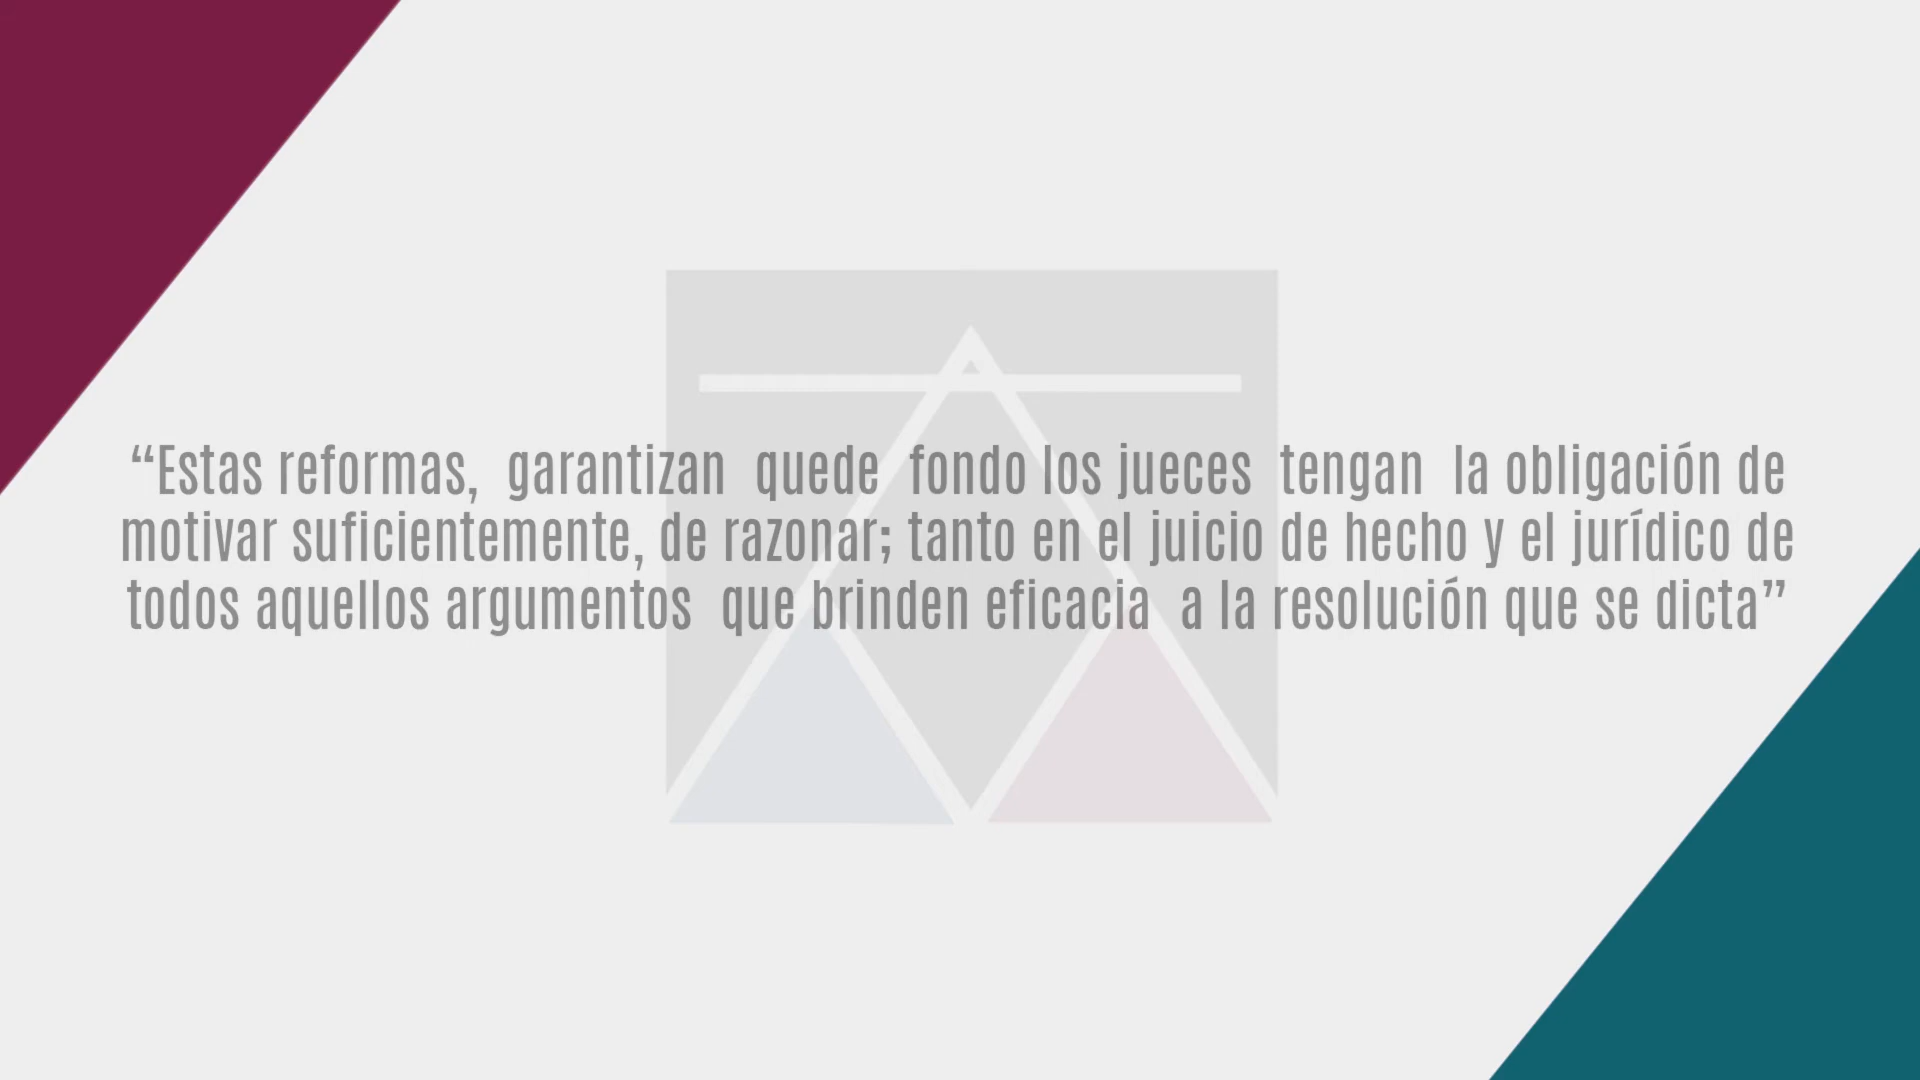 “Estas reformas, garantizan quede fondo los jueces tengan la obligación de
motivar suficientemente, de razonar; tanto en el juicio de hecho y el jurídico de
todos aquellos argumentos que brinden eficacia a la resolución que se dicta”